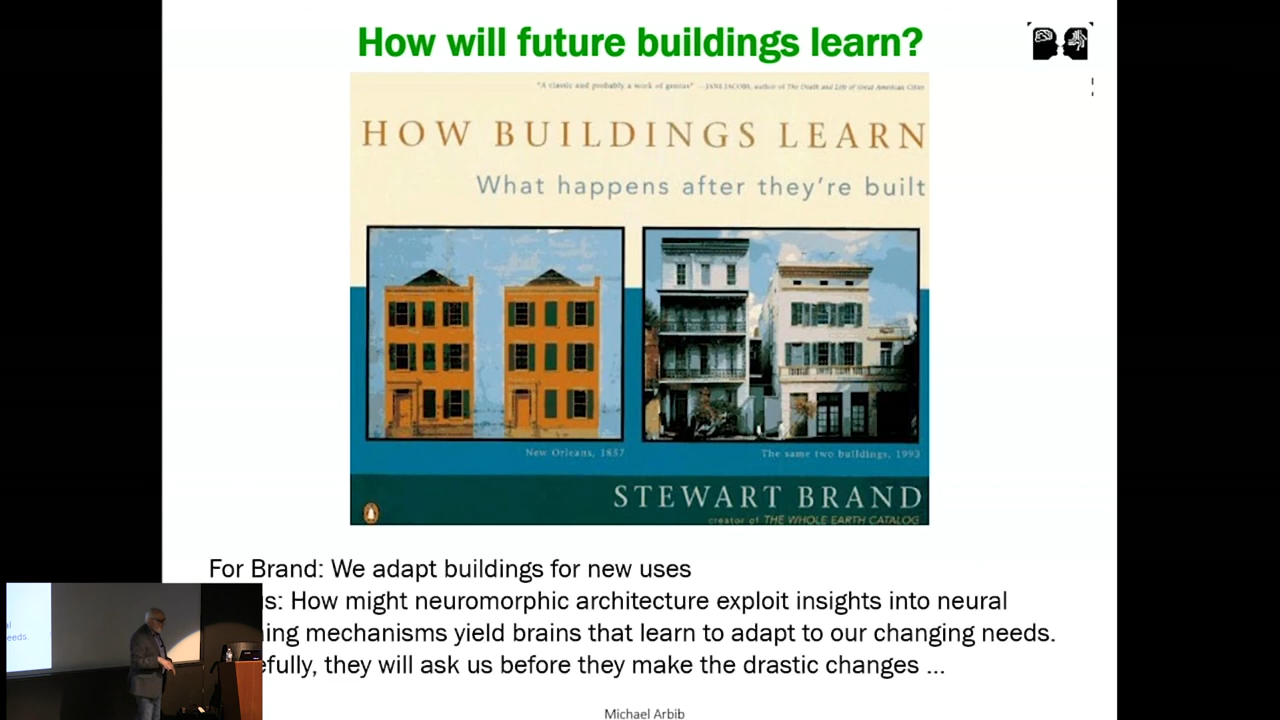 How will future buildings learn?
"A classic and probably a work of genius" —JANE JACOBS, author of The Death and Life of Great American Cities
HOW BUILDINGS LEARN
What happens after they're built
New Orleans, 1857
The same two buildings, 1993
STEWART BRAND
creator of THE WHOLE EARTH CATALOG
For Brand: We adapt buildings for new uses
s: How might neuromorphic architecture exploit insights into neural
ing mechanisms yield brains that learn to adapt to our changing needs.
efully, they will ask us before they make the drastic changes ...
eeds.
Michael Arbib